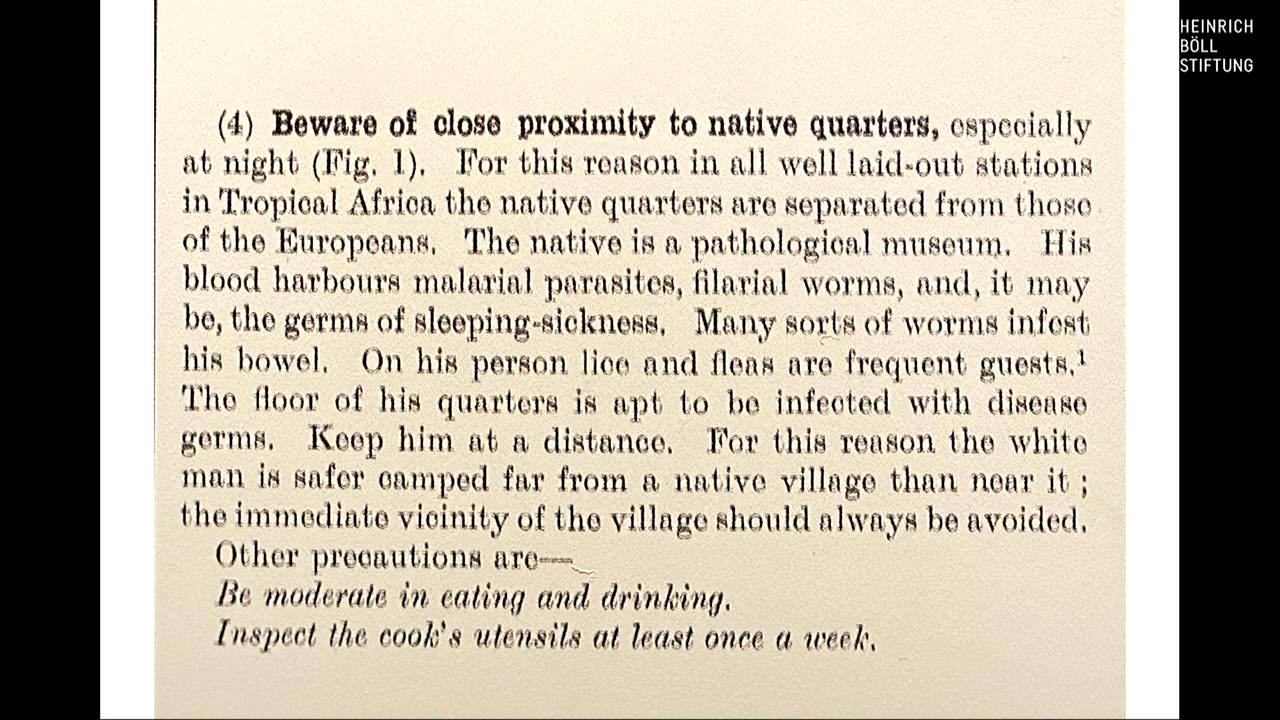 HEINRICH
BÖLL
STIFTUNG
(4) Beware of close proximity to native quarters, especially
at night (Fig. 1). For this reason in all well laid-out stations
in Tropical Africa the native quarters are separated from those
of the Europeans. The native is a pathological museum. His
blood harbours malarial parasites, filarial worms, and, it may
be, the germs of sleeping-sickness. Many sorts of worms infest
his bowel. On his person lice and fleas are frequent guests.¹
The floor of his quarters is apt to be infected with disease
germs. Keep him at a distance. For this reason the white
man is safer camped far from a native village than near it ;
the immediate vicinity of the village should always be avoided.
Other precautions are—
Be moderate in eating and drinking.
Inspect the cook's utensils at least once a week.